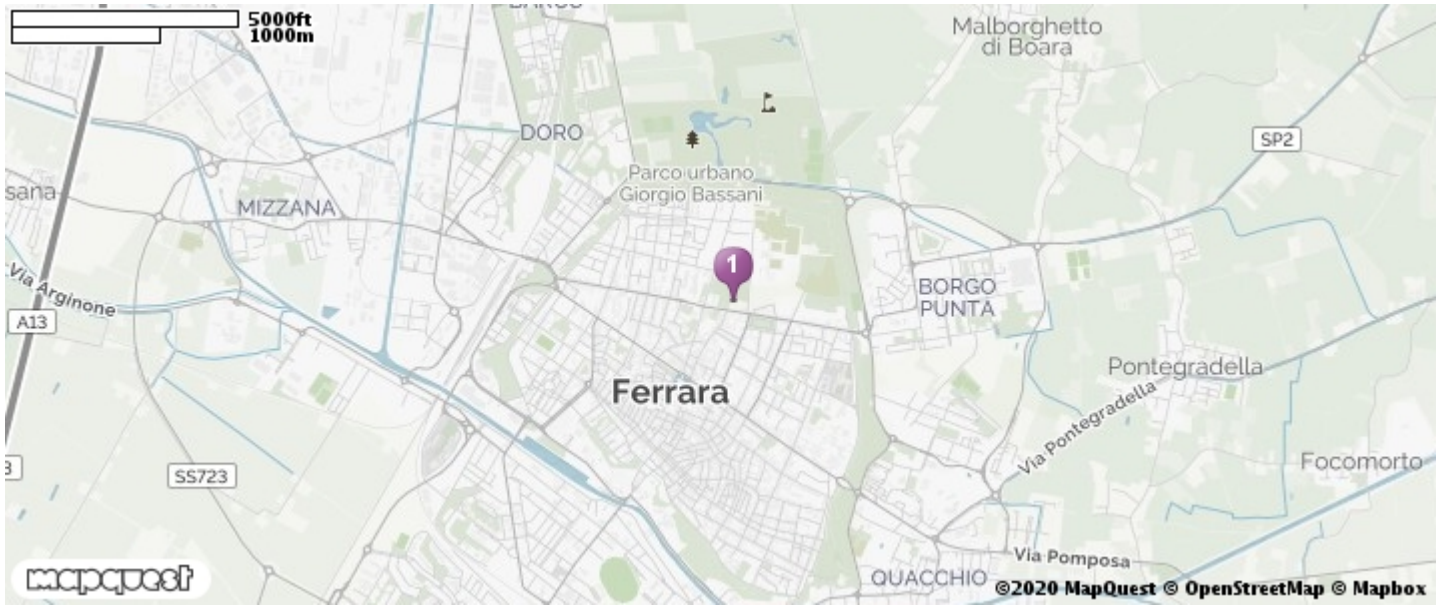 5000ft
1000m
BARCO
Malborghetto
di Boara
DORO
SP2
Parco urbano
Giorgio Bassani
sana
MIZZANA
1
Via Arginone
BORGO
PUNTA
A13
Pontegradella
Ferrara
Via Pontegradella
Focomorto
SS723
Via Pomposa
QUACCHIO
mapquest
©2020 MapQuest © OpenStreetMap © Mapbox